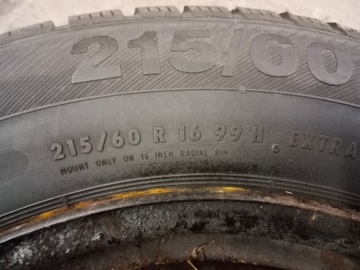 215/60
215/60 R 16 99 H EXTRA
MOUNT ONLY ON 16 INCH RADIAL RIM